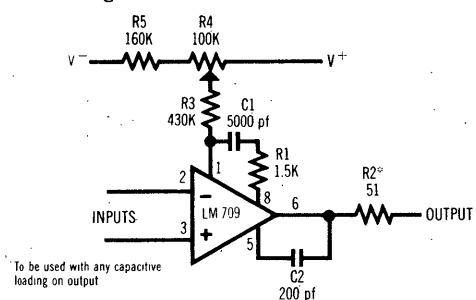 R5
160K
R4
100K
V⁻
V⁺
R3
430K
C1
5000 pf
R1
1.5K
1
2
8
6
R2*
51
INPUTS
LM 709
OUTPUT
3
5
C2
200 pf
To be used with any capacitive
loading on output